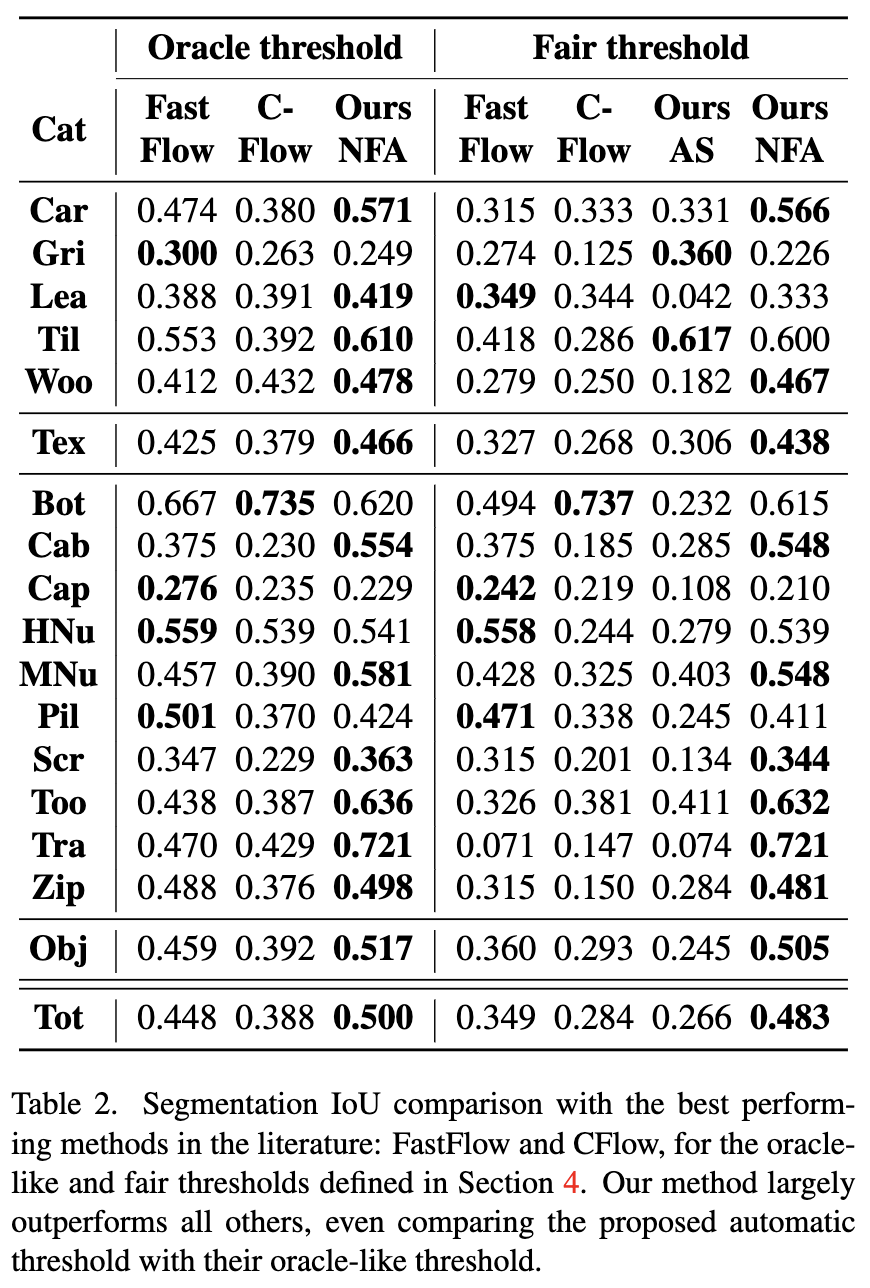 Oracle threshold Fair threshold
Cat Fast Flow C-Flow Ours NFA Fast Flow C-Flow Ours AS Ours NFA
Car 0.474 0.380 0.571 0.315 0.333 0.331 0.566
Gri 0.300 0.263 0.249 0.274 0.125 0.360 0.226
Lea 0.388 0.391 0.419 0.349 0.344 0.042 0.333
Til 0.553 0.392 0.610 0.418 0.286 0.617 0.600
Woo 0.412 0.432 0.478 0.279 0.250 0.182 0.467
Tex 0.425 0.379 0.466 0.327 0.268 0.306 0.438
Bot 0.667 0.735 0.620 0.494 0.737 0.232 0.615
Cab 0.375 0.230 0.554 0.375 0.185 0.285 0.548
Cap 0.276 0.235 0.229 0.242 0.219 0.108 0.210
HNu 0.559 0.539 0.541 0.558 0.244 0.279 0.539
MNu 0.457 0.390 0.581 0.428 0.325 0.403 0.548
Pil 0.501 0.370 0.424 0.471 0.338 0.245 0.411
Scr 0.347 0.229 0.363 0.315 0.201 0.134 0.344
Too 0.438 0.387 0.636 0.326 0.381 0.411 0.632
Tra 0.470 0.429 0.721 0.071 0.147 0.074 0.721
Zip 0.488 0.376 0.498 0.315 0.150 0.284 0.481
Obj 0.459 0.392 0.517 0.360 0.293 0.245 0.505
Tot 0.448 0.388 0.500 0.349 0.284 0.266 0.483
Table 2. Segmentation IoU comparison with the best perform-
ing methods in the literature: FastFlow and CFlow, for the oracle-
like and fair thresholds defined in Section 4. Our method largely
outperforms all others, even comparing the proposed automatic
threshold with their oracle-like threshold.